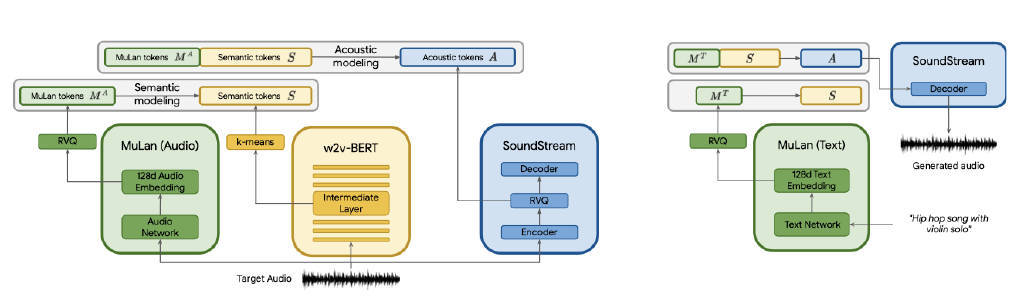 MuLan tokens M^A
Semantic tokens S
Acoustic
modeling
Acoustic tokens A
MuLan tokens M^A
Semantic
modeling
Semantic tokens S
RVQ
MuLan (Audio)
128d Audio
Embedding
Audio
Network
k-means
w2v-BERT
Intermediate
Layer
SoundStream
Decoder
RVQ
Encoder
Target Audio
M^T
S
A
M^T
S
SoundStream
Decoder
Generated audio
RVQ
MuLan (Text)
128d Text
Embedding
Text Network
"Hip hop song with
violin solo"